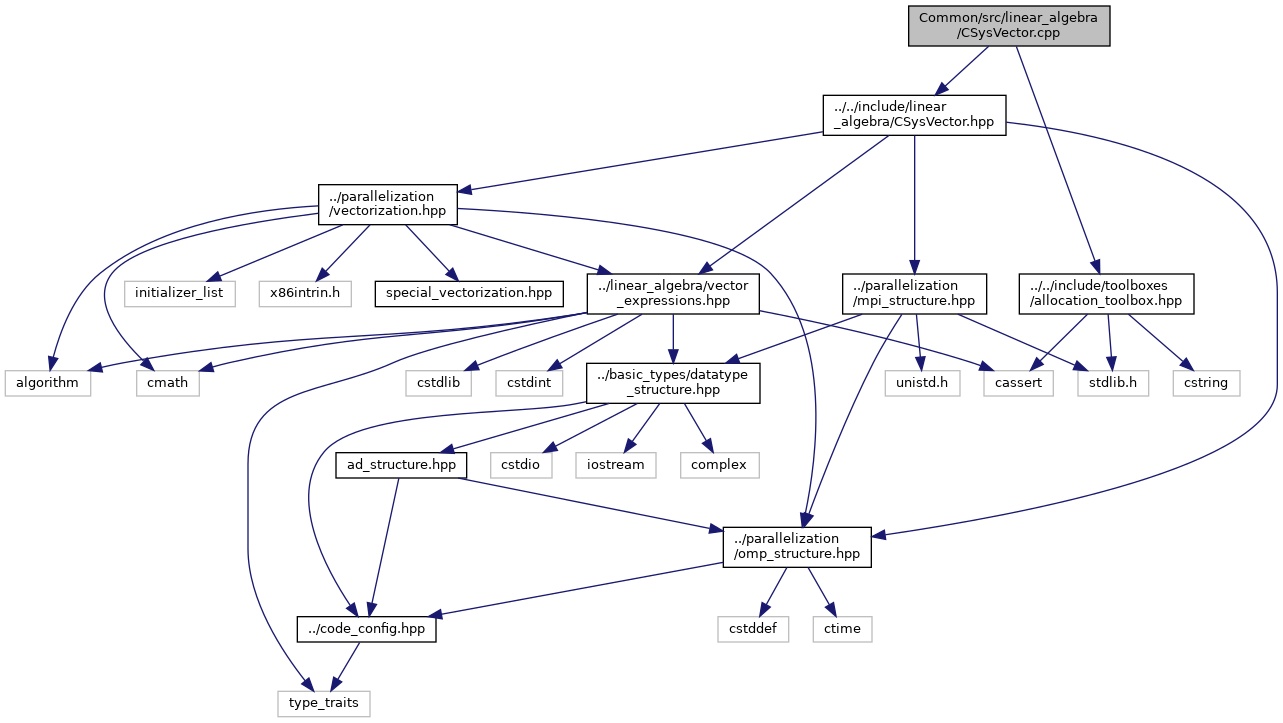 Common/src/linear_algebra
/CSysVector.cpp
../../include/linear
_algebra/CSysVector.hpp
../parallelization
/vectorization.hpp
initializer_list
x86intrin.h
special_vectorization.hpp
../linear_algebra/vector
_expressions.hpp
../parallelization
/mpi_structure.hpp
../../include/toolboxes
/allocation_toolbox.hpp
algorithm
cmath
cstdlib
cstdint
../basic_types/datatype
_structure.hpp
unistd.h
cassert
stdlib.h
cstring
ad_structure.hpp
cstdio
iostream
complex
../parallelization
/omp_structure.hpp
../code_config.hpp
cstddef
ctime
type_traits